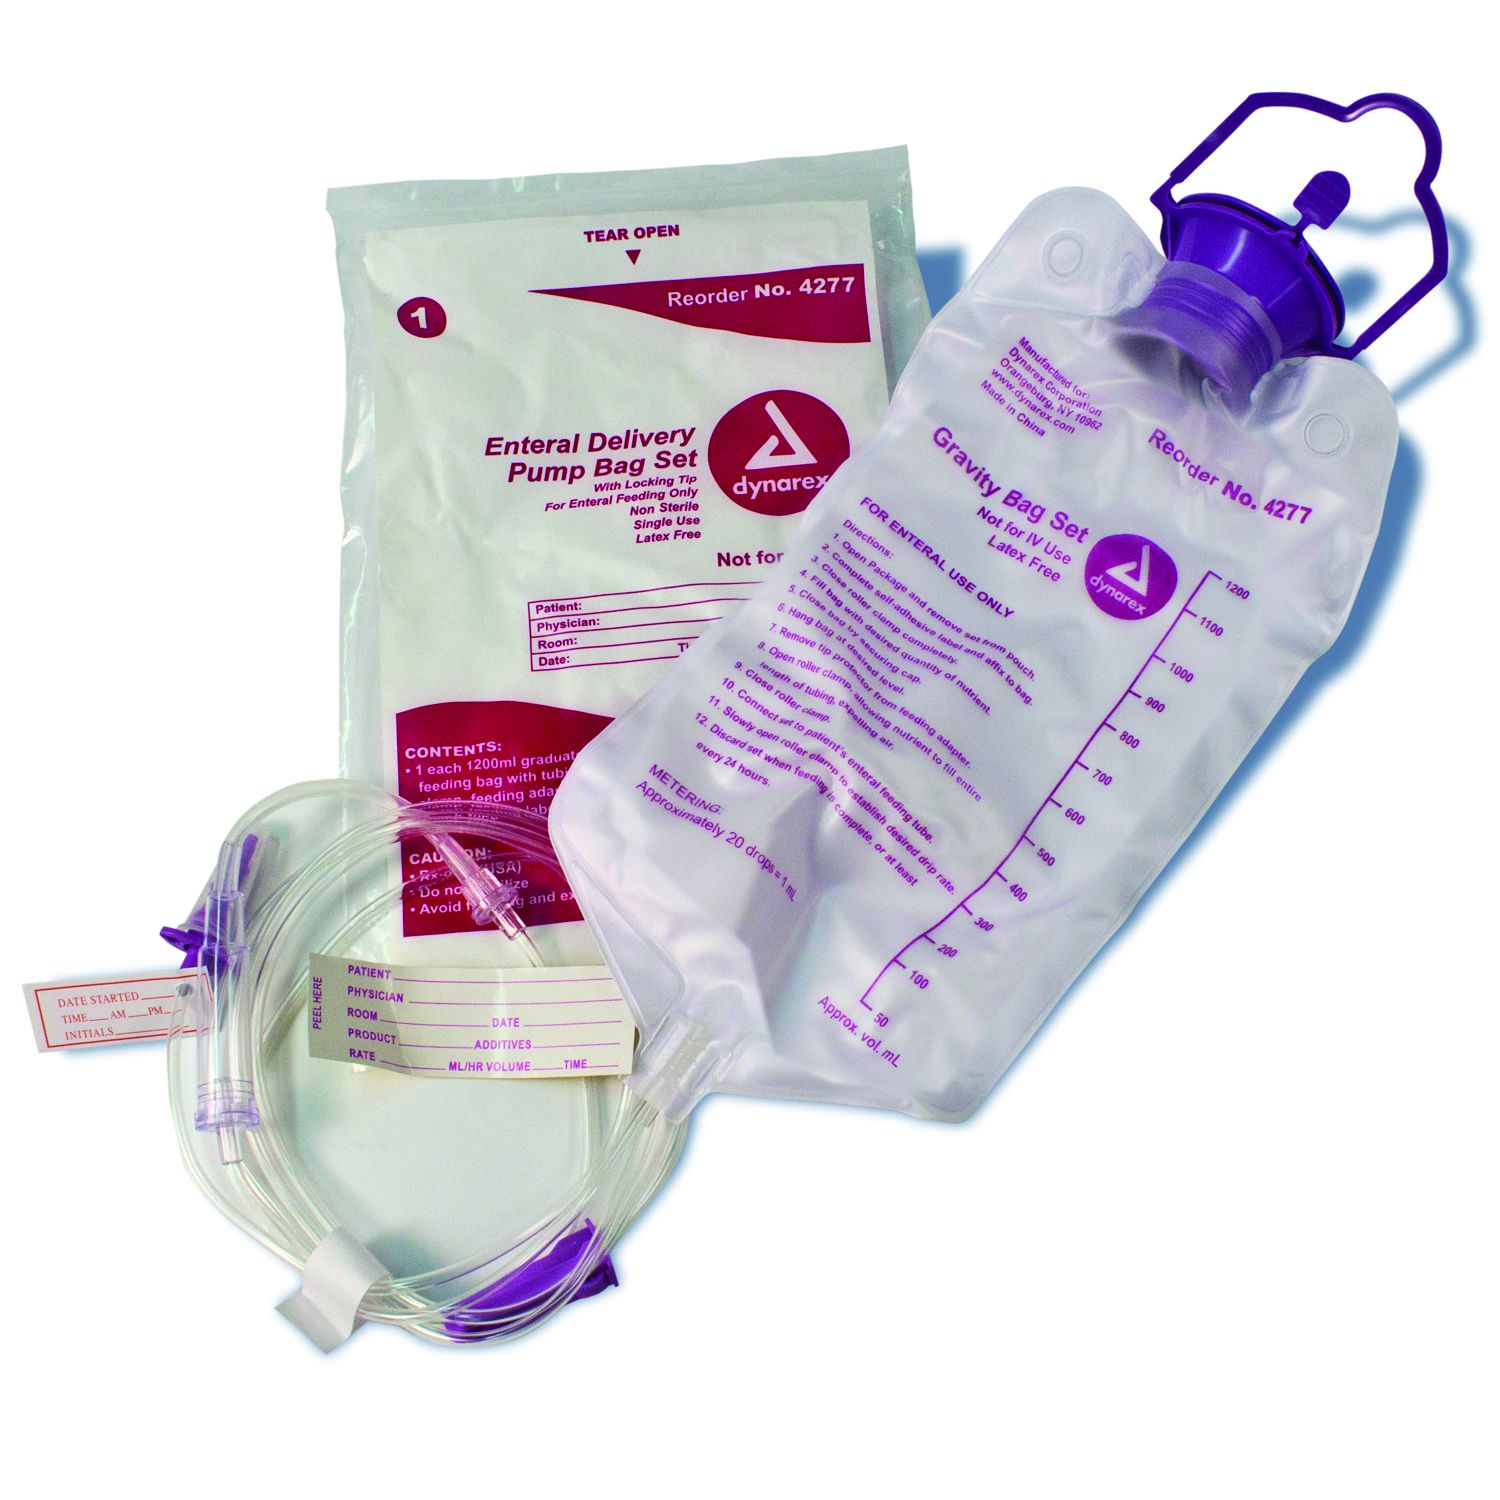 TEAR OPEN
Reorder No. 4277
1
Enteral Delivery
Pump Bag Set
With Locking Tip
For Enteral Feeding Only
Non Sterile
Single Use
Latex Free
dynarex
Not for
Patient:
Physician:
Room:
Date:
CONTENTS:
• 1 each 1200ml
feeding bag with
feeding
• Do not
• Avoid and
Manufactured for:
Dynarex Corporation
Orangeburg, NY 10962
www.dynarex.com
Made in China
Reorder No. 4277
Gravity Bag Set
Not for IV Use
Latex Free
dynarex
FOR ENTERAL USE ONLY
Directions:
1. Open Package and remove set from pouch.
2. Complete self-adhesive label and affix to bag.
3. Close roller clamp completely.
4. Fill bag with desired quantity of nutrient.
5. Close bag by securing cap.
6. Hang bag at desired level.
7. Remove tip protector from feeding adapter.
8. Open roller clamp, allowing nutrient to fill entire
length of tubing, expelling air.
9. Close roller clamp.
10. Connect set to patient's enteral feeding tube.
11. Slowly open roller clamp to establish desired drip rate.
12. Discard set when feeding is complete, or at least
every 24 hours.
METERING:
Approximately 20 drops = 1 mL
1200
1100
1000
900
800
700
600
500
400
300
200
100
50
Approx. vol. mL
DATE STARTED
TIME AM PM
INITIALS
PEEL HERE
PATIENT
PHYSICIAN
ROOM DATE
PRODUCT ADDITIVES
RATE ML/HR VOLUME TIME